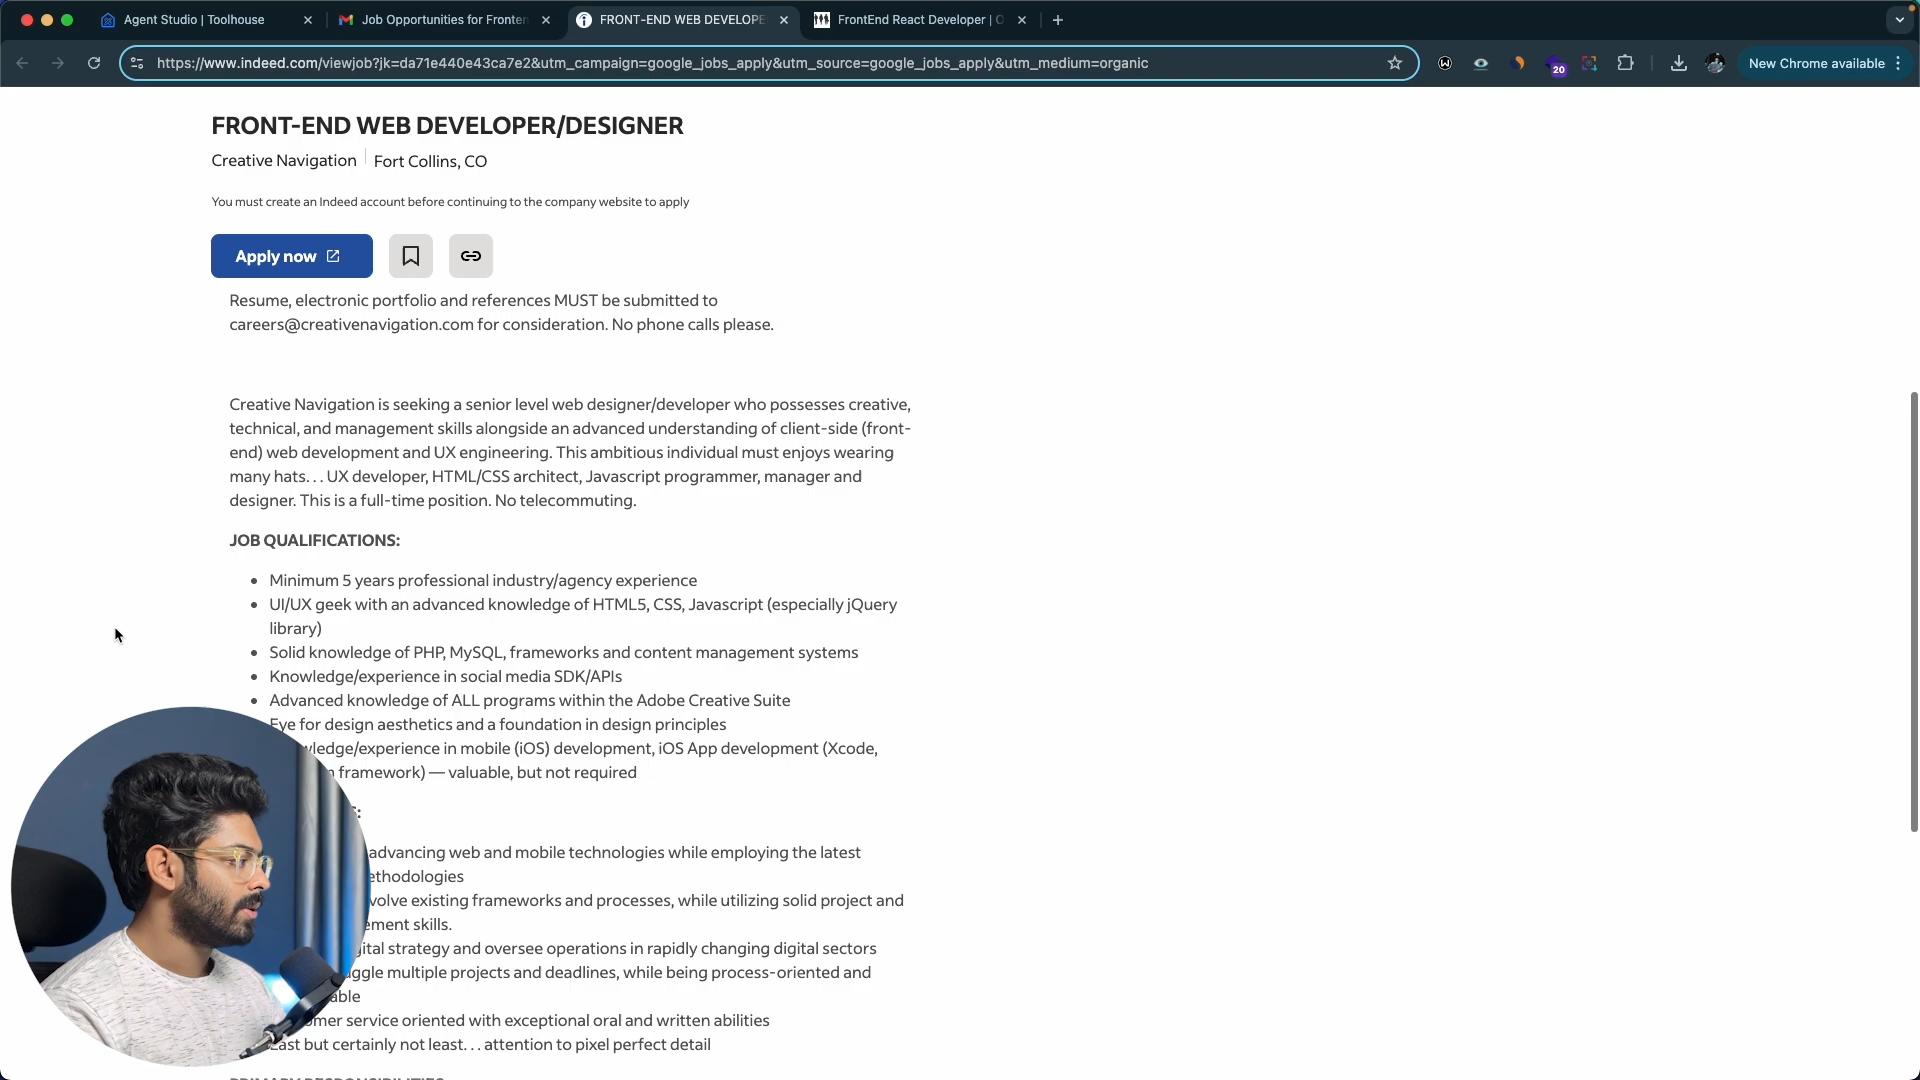 Agent Studio | Toolhouse
Job Opportunities for Fronten
FRONT-END WEB DEVELOPE
FrontEnd React Developer |
https://www.indeed.com/viewjob?jk=da71e440e43ca7e2&utm_campaign=google_jobs_apply&utm_source=google_jobs_apply&utm_medium=organic
20
New Chrome available
FRONT-END WEB DEVELOPER/DESIGNER
Creative Navigation
Fort Collins, CO
You must create an Indeed account before continuing to the company website to apply
Apply now
Resume, electronic portfolio and references MUST be submitted to
careers@creativenavigation.com for consideration. No phone calls please.
Creative Navigation is seeking a senior level web designer/developer who possesses creative,
technical, and management skills alongside an advanced understanding of client-side (front-
end) web development and UX engineering. This ambitious individual must enjoys wearing
many hats. . . UX developer, HTML/CSS architect, Javascript programmer, manager and
designer. This is a full-time position. No telecommuting.
JOB QUALIFICATIONS:
• Minimum 5 years professional industry/agency experience
• UI/UX geek with an advanced knowledge of HTML5, CSS, Javascript (especially jQuery
library)
• Solid knowledge of PHP, MySQL, frameworks and content management systems
• Knowledge/experience in social media SDK/APIs
• Advanced knowledge of ALL programs within the Adobe Creative Suite
Eye for design aesthetics and a foundation in design principles
wledge/experience in mobile (iOS) development, iOS App development (Xcode,
framework) — valuable, but not required
advancing web and mobile technologies while employing the latest
ethodologies
volve existing frameworks and processes, while utilizing solid project and
ement skills.
ital strategy and oversee operations in rapidly changing digital sectors
ggle multiple projects and deadlines, while being process-oriented and
able
omer service oriented with exceptional oral and written abilities
Last but certainly not least. . . attention to pixel perfect detail
PRIMARY RESPONSIBILITIES